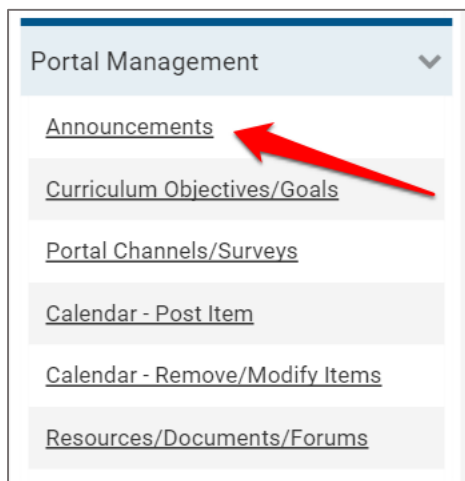 Portal Management
Announcements
Curriculum Objectives/Goals
Portal Channels/Surveys
Calendar - Post Item
Calendar - Remove/Modify Items
Resources/Documents/Forums